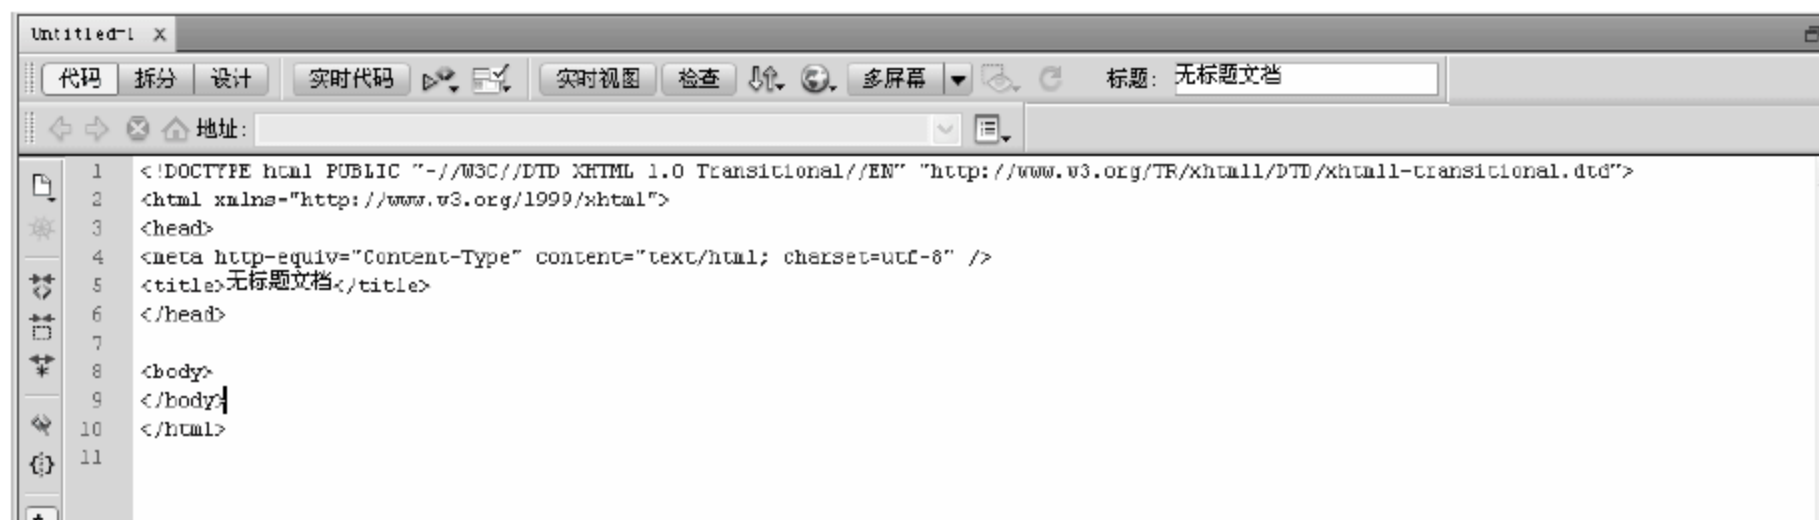 Untitled-1 X
代码 拆分 设计 实时代码 实时视图 检查 多屏幕 标题: 无标题文档
地址:
1 <!DOCTYPE html PUBLIC "-//W3C//DTD XHTML 1.0 Transitional//EN" "http://www.w3.org/TR/xhtml1/DTD/xhtml1-transitional.dtd">
2 <html xmlns="http://www.w3.org/1999/xhtml">
3 <head>
4 <meta http-equiv="Content-Type" content="text/html; charset=utf-8" />
5 <title>无标题文档</title>
6 </head>
7
8 <body>
9 </body>
10 </html>
11